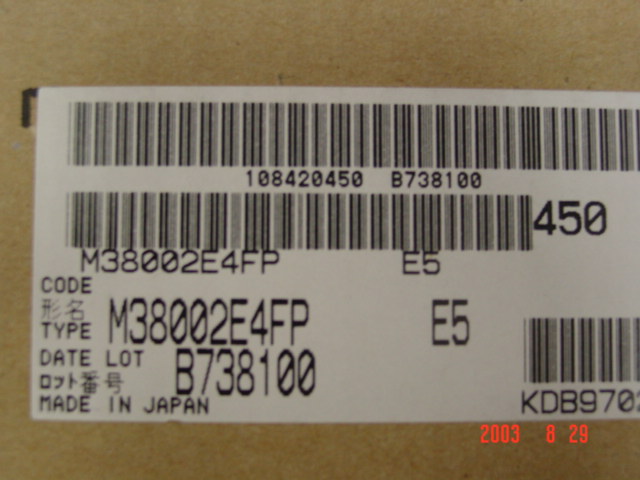 108420450 B738100
450
M38002E4FP E5
CODE
形名
TYPE M38002E4FP E5
DATE LOT
ロット番号 B738100
MADE IN JAPAN
KDB970
2003 8 29